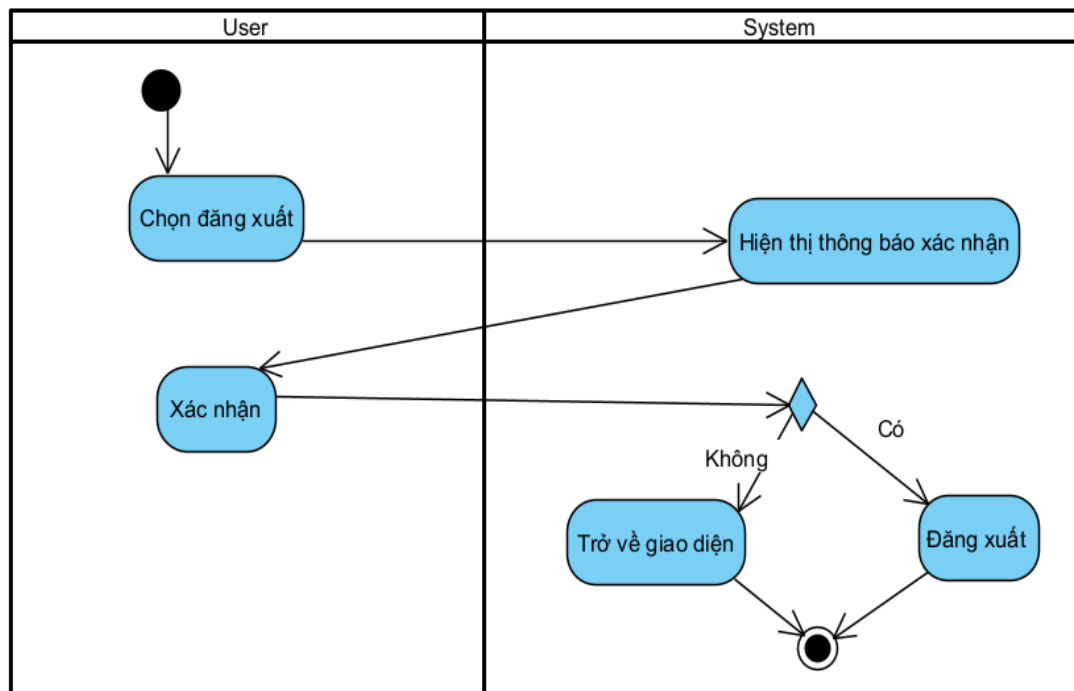 User
System
Chọn đăng xuất
Hiện thị thông báo xác nhận
Xác nhận
Có
Không
Trở về giao diện
Đăng xuất